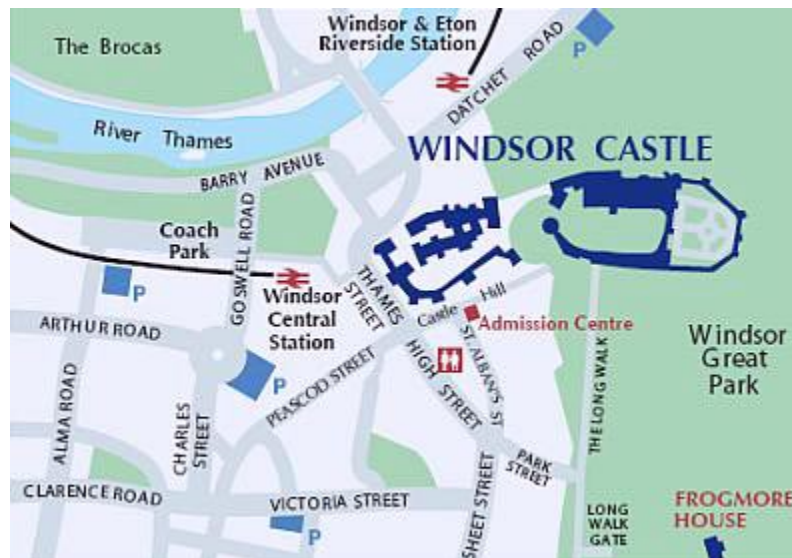 The Brocas
Windsor & Eton
Riverside Station
P
DATCHET ROAD
River Thames
WINDSOR CASTLE
BARRY AVENUE
Coach
Park
GOSWELL ROAD
P
Windsor
Central
Station
THAMES
STREET
Castle Hill
Admission Centre
ARTHUR ROAD
HIGH STREET
ST. ALBAN'S ST
Windsor
Great
Park
THE LONG WALK
P
PEASCOD STREET
ALMA ROAD
CHARLES
STREET
PARK
STREET
CLARENCE ROAD
VICTORIA STREET
SHEET STREET
P
LONG
WALK
GATE
FROGMORE
HOUSE